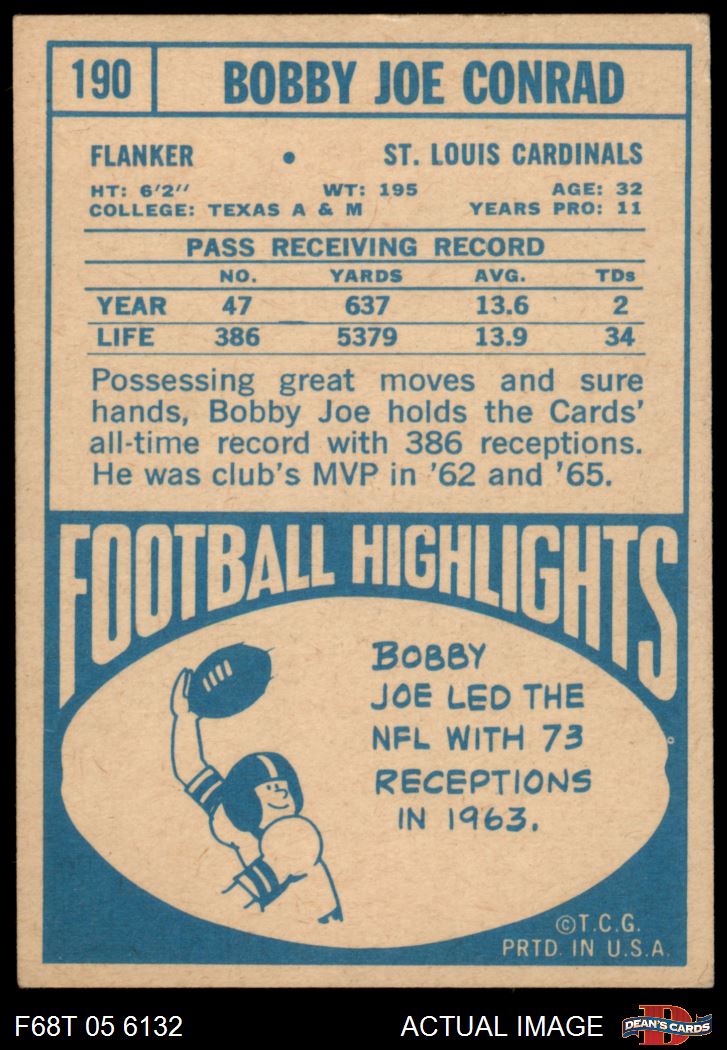 190 BOBBY JOE CONRAD
FLANKER • ST. LOUIS CARDINALS
HT: 6'2'' WT: 195 AGE: 32
COLLEGE: TEXAS A & M YEARS PRO: 11
PASS RECEIVING RECORD
NO. YARDS AVG. TDs
YEAR 47 637 13.6 2
LIFE 386 5379 13.9 34
Possessing great moves and sure
hands, Bobby Joe holds the Cards'
all-time record with 386 receptions.
He was club's MVP in '62 and '65.
FOOTBALL HIGHLIGHTS
BOBBY
JOE LED THE
NFL WITH 73
RECEPTIONS
IN 1963.
©T.C.G.
PRTD. IN U.S.A.
F68T 05 6132 ACTUAL IMAGE DEAN'S CARDS